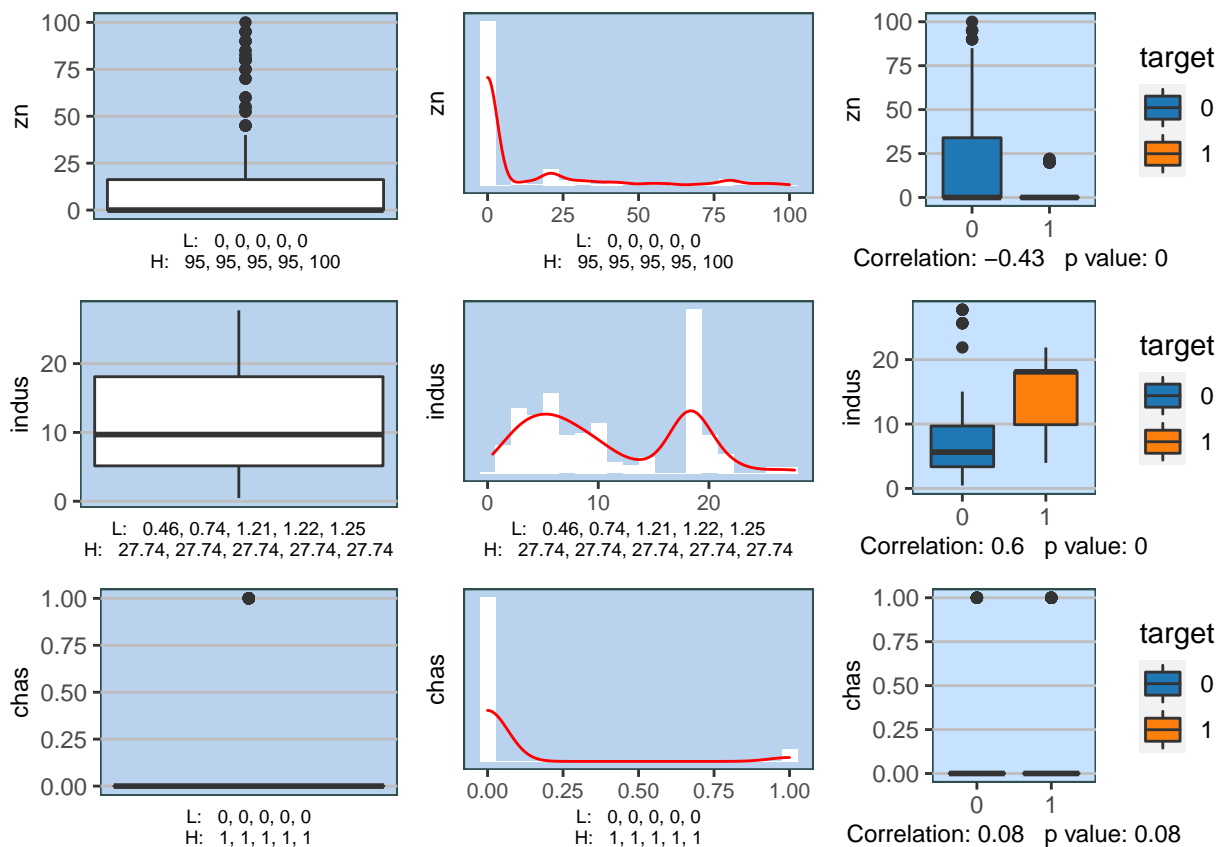 zn
100
75
50
25
0
L: 0, 0, 0, 0, 0
H: 95, 95, 95, 95, 100
zn
0 25 50 75 100
L: 0, 0, 0, 0, 0
H: 95, 95, 95, 95, 100
zn
100
75
50
25
0
0 1
Correlation: −0.43 p value: 0
target
0
1
indus
20
10
0
L: 0.46, 0.74, 1.21, 1.22, 1.25
H: 27.74, 27.74, 27.74, 27.74, 27.74
indus
0 10 20
L: 0.46, 0.74, 1.21, 1.22, 1.25
H: 27.74, 27.74, 27.74, 27.74, 27.74
indus
20
10
0
0 1
Correlation: 0.6 p value: 0
target
0
1
chas
1.00
0.75
0.50
0.25
0.00
L: 0, 0, 0, 0, 0
H: 1, 1, 1, 1, 1
chas
0.00 0.25 0.50 0.75 1.00
L: 0, 0, 0, 0, 0
H: 1, 1, 1, 1, 1
chas
1.00
0.75
0.50
0.25
0.00
0 1
Correlation: 0.08 p value: 0.08
target
0
1